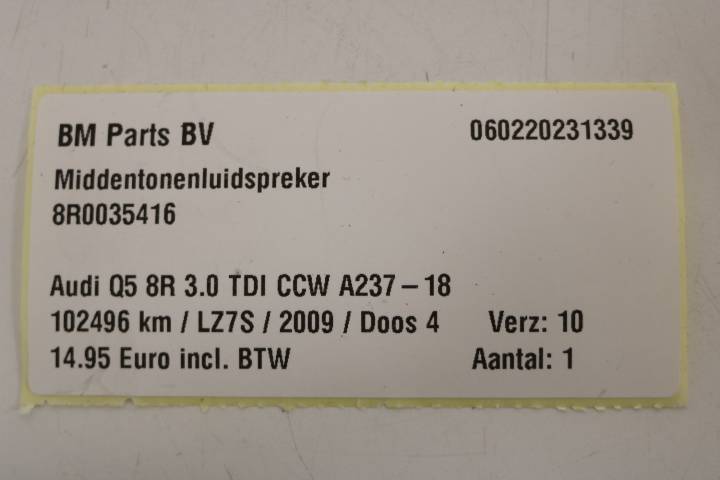 BM Parts BV 060220231339
Middentonenluidspreker
8R0035416
Audi Q5 8R 3.0 TDI CCW A237 – 18
102496 km / LZ7S / 2009 / Doos 4 Verz: 10
14.95 Euro incl. BTW Aantal: 1